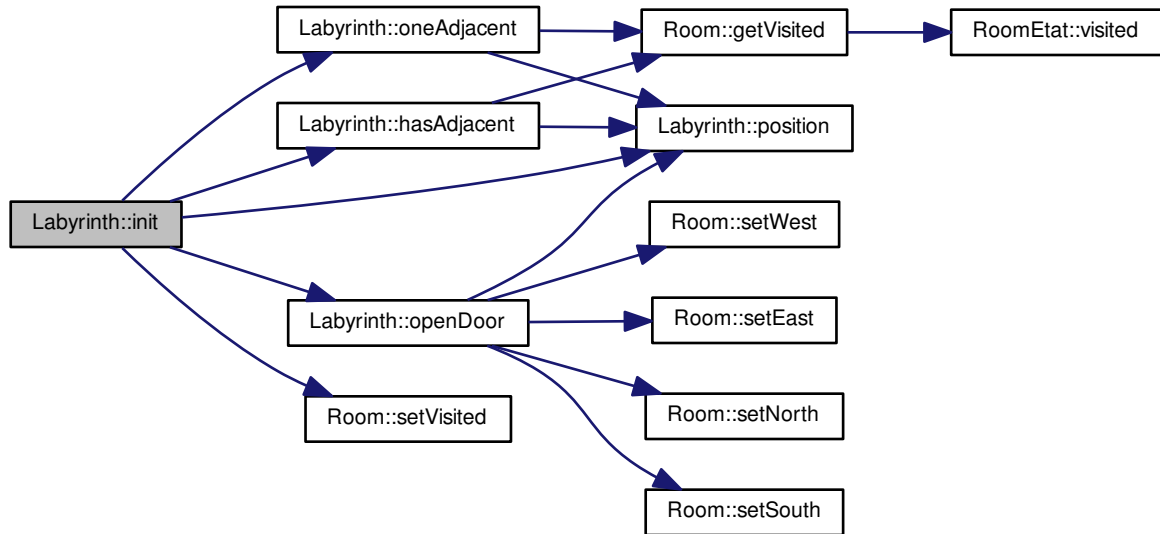 Labyrinth::oneAdjacent
Room::getVisited
RoomEtat::visited
Labyrinth::hasAdjacent
Labyrinth::position
Labyrinth::init
Room::setWest
Labyrinth::openDoor
Room::setEast
Room::setVisited
Room::setNorth
Room::setSouth